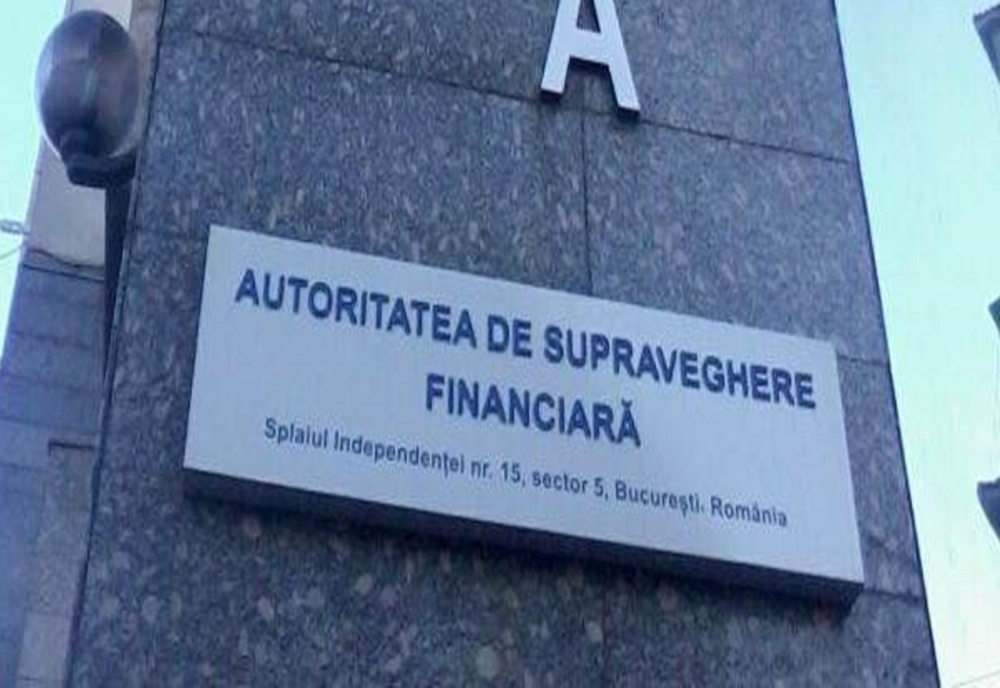 A
AUTORITATEA DE SUPRAVEGHERE
FINANCIARĂ
Splaiul Independenței nr. 15, sector 5, București. România